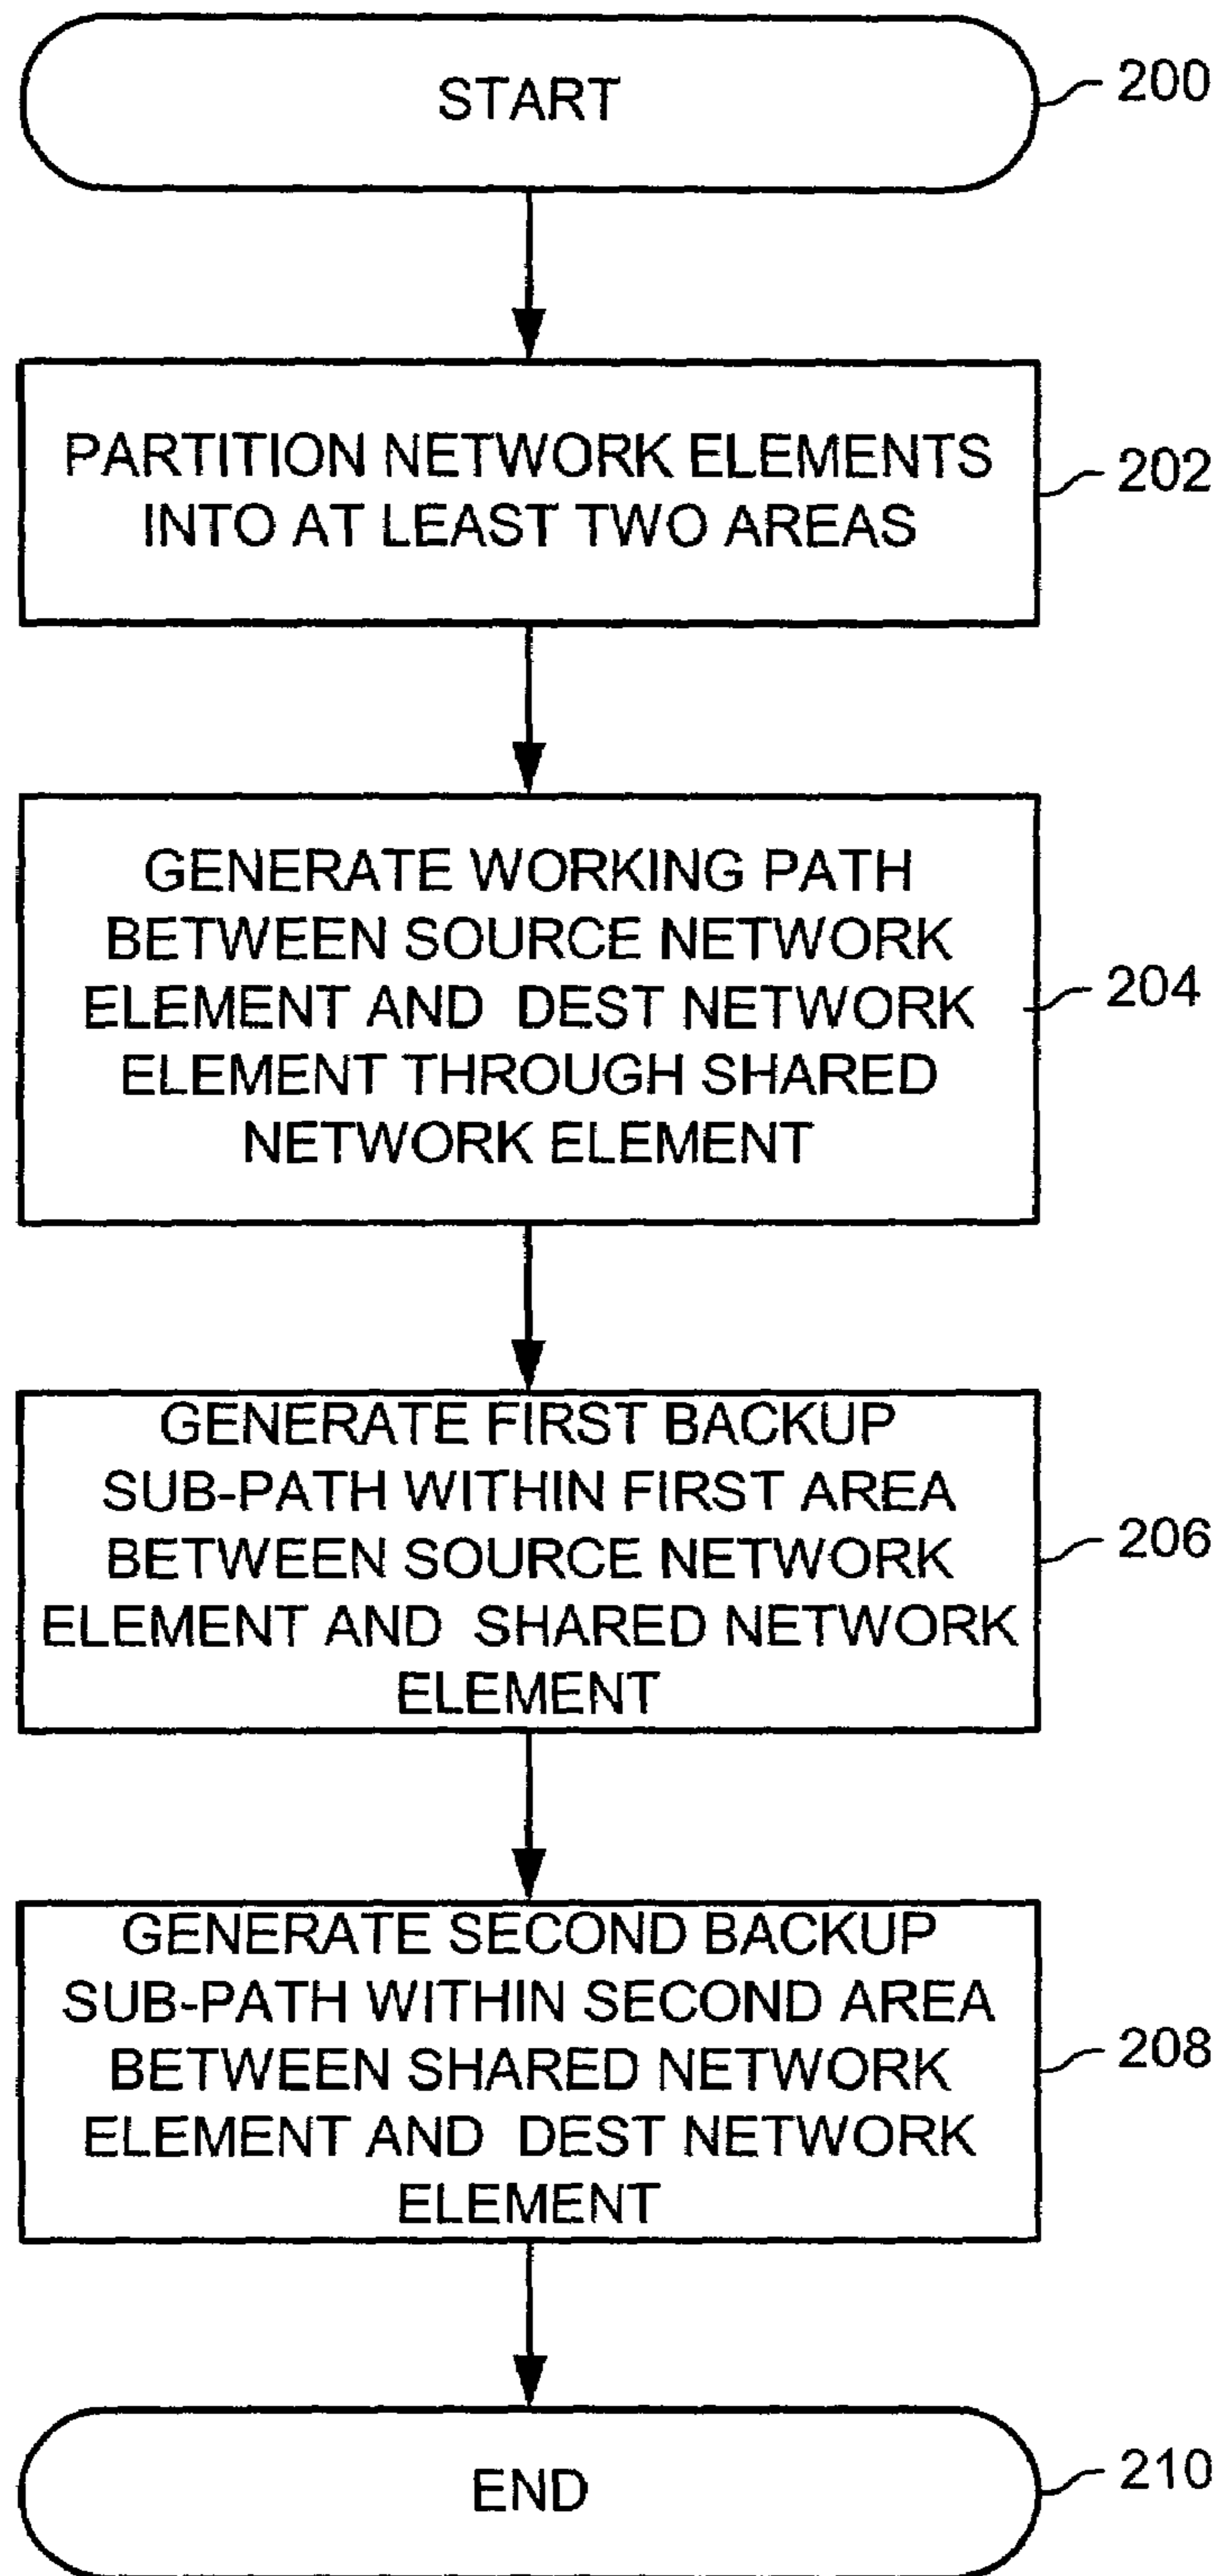 START
200
PARTITION NETWORK ELEMENTS
INTO AT LEAST TWO AREAS
202
GENERATE WORKING PATH
BETWEEN SOURCE NETWORK
ELEMENT AND DEST NETWORK
ELEMENT THROUGH SHARED
NETWORK ELEMENT
204
GENERATE FIRST BACKUP
SUB-PATH WITHIN FIRST AREA
BETWEEN SOURCE NETWORK
ELEMENT AND SHARED NETWORK
ELEMENT
206
GENERATE SECOND BACKUP
SUB-PATH WITHIN SECOND AREA
BETWEEN SHARED NETWORK
ELEMENT AND DEST NETWORK
ELEMENT
208
END
210